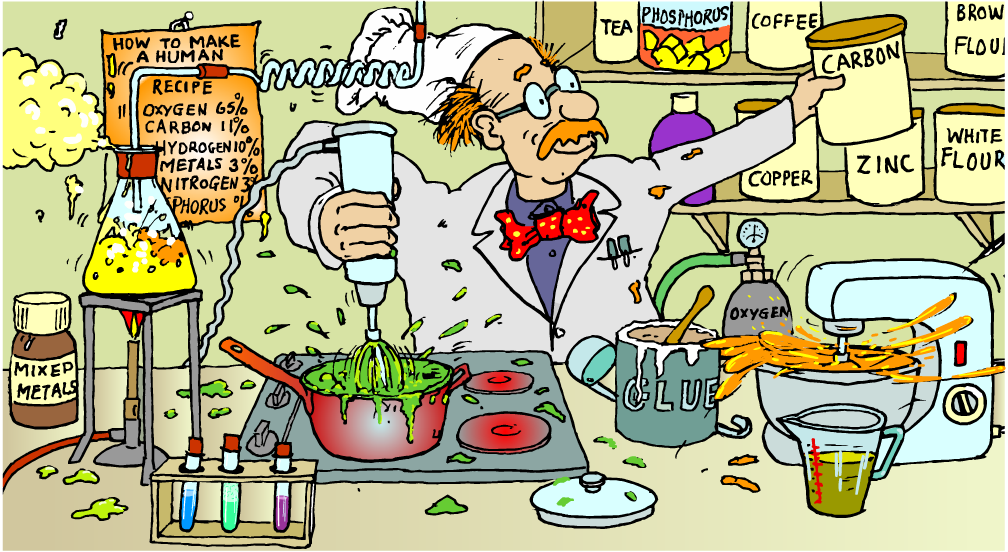 HOW TO MAKE
A HUMAN
RECIPE
OXYGEN 65%
CARBON 11%
HYDROGEN 10%
METALS 3%
NITROGEN 3
PHORUS
TEA
PHOSPHORUS
COFFEE
CARBON
BROW
FLOU
COPPER
ZINC
WHITE
FLOUR
OXYGEN
MIXED
METALS
GLUE